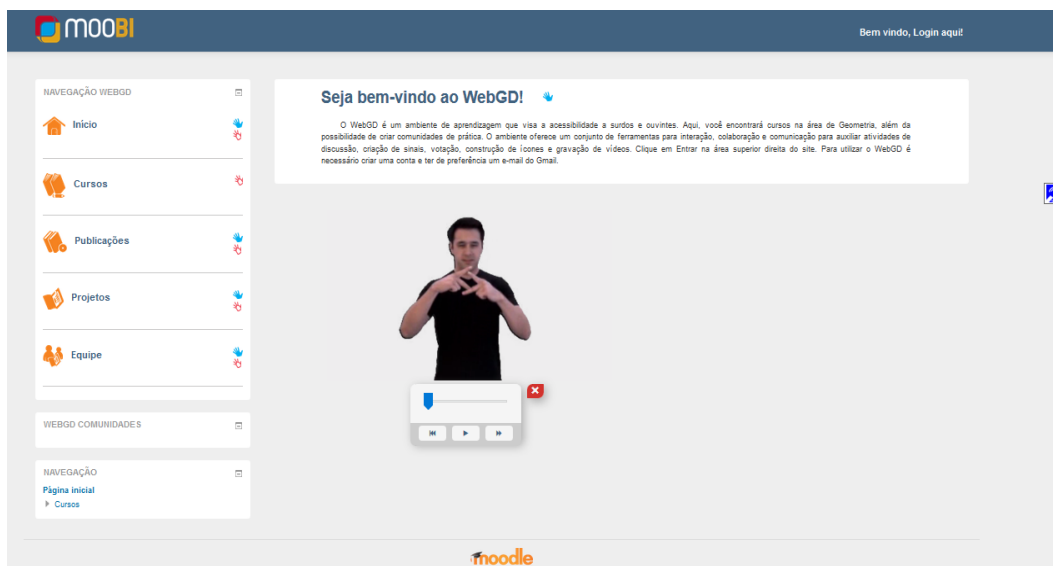 MOOBI
Bem vindo, Login aqui!
NAVEGAÇÃO WEBGD
Início
Cursos
Publicações
Projetos
Equipe
WEBGD COMUNIDADES
NAVEGAÇÃO
Página inicial
Cursos
Seja bem-vindo ao WebGD!
O WebGD é um ambiente de aprendizagem que visa a acessibilidade a surdos e ouvintes. Aqui, você encontrará cursos na área de Geometria, além da
possibilidade de criar comunidades de prática. O ambiente oferece um conjunto de ferramentas para interação, colaboração e comunicação para auxiliar atividades de
discussão, criação de sinais, votação, construção de ícones e gravação de vídeos. Clique em Entrar na área superior direita do site. Para utilizar o WebGD é
necessário criar uma conta e ter de preferência um e-mail do Gmail.
moodle